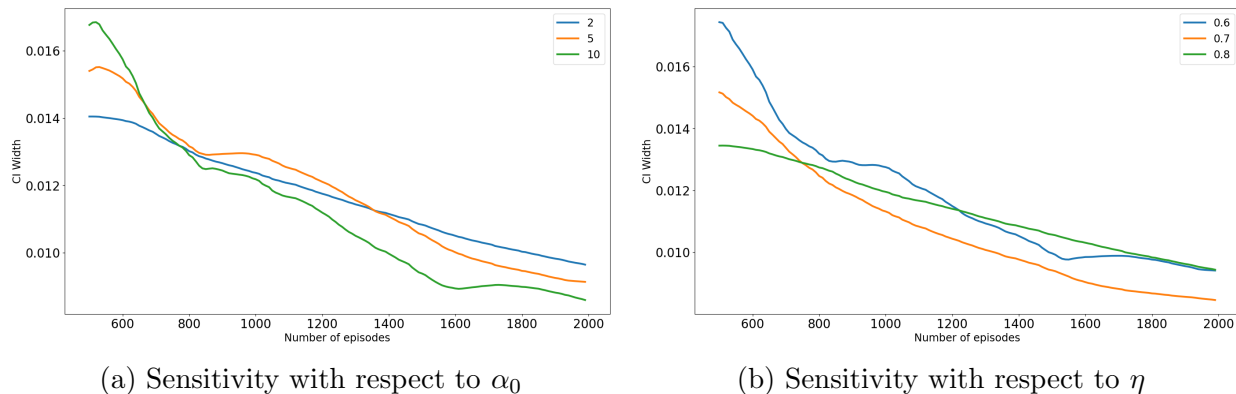 2
5
10
0.016
0.014
0.012
0.010
CI Width
600 800 1000 1200 1400 1600 1800 2000
Number of episodes
(a) Sensitivity with respect to α₀
0.6
0.7
0.8
0.016
0.014
0.012
0.010
CI Width
600 800 1000 1200 1400 1600 1800 2000
Number of episodes
(b) Sensitivity with respect to η